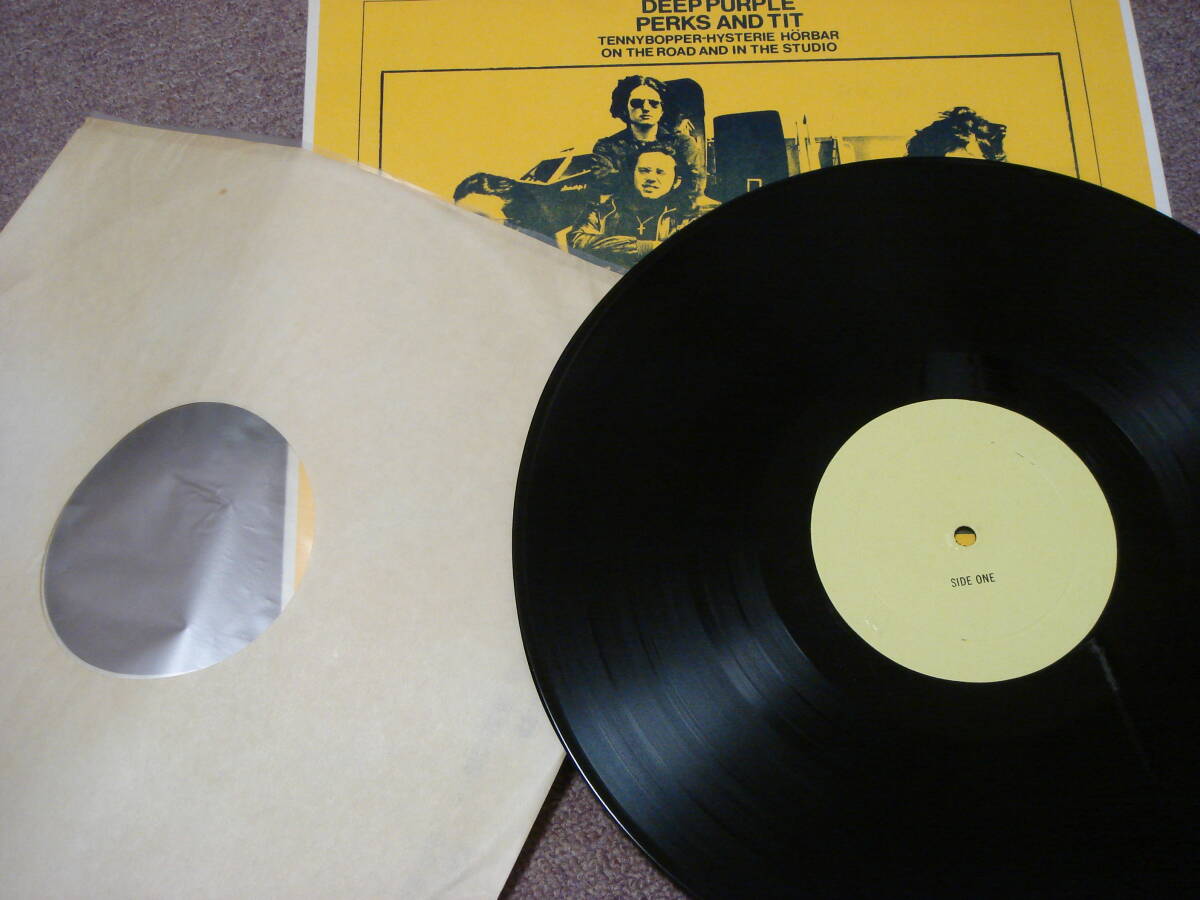 DEEP PURPLE
PERKS AND TIT
TENNYBOPPER-HYSTERIE HÖRBAR
ON THE ROAD AND IN THE STUDIO
SIDE ONE